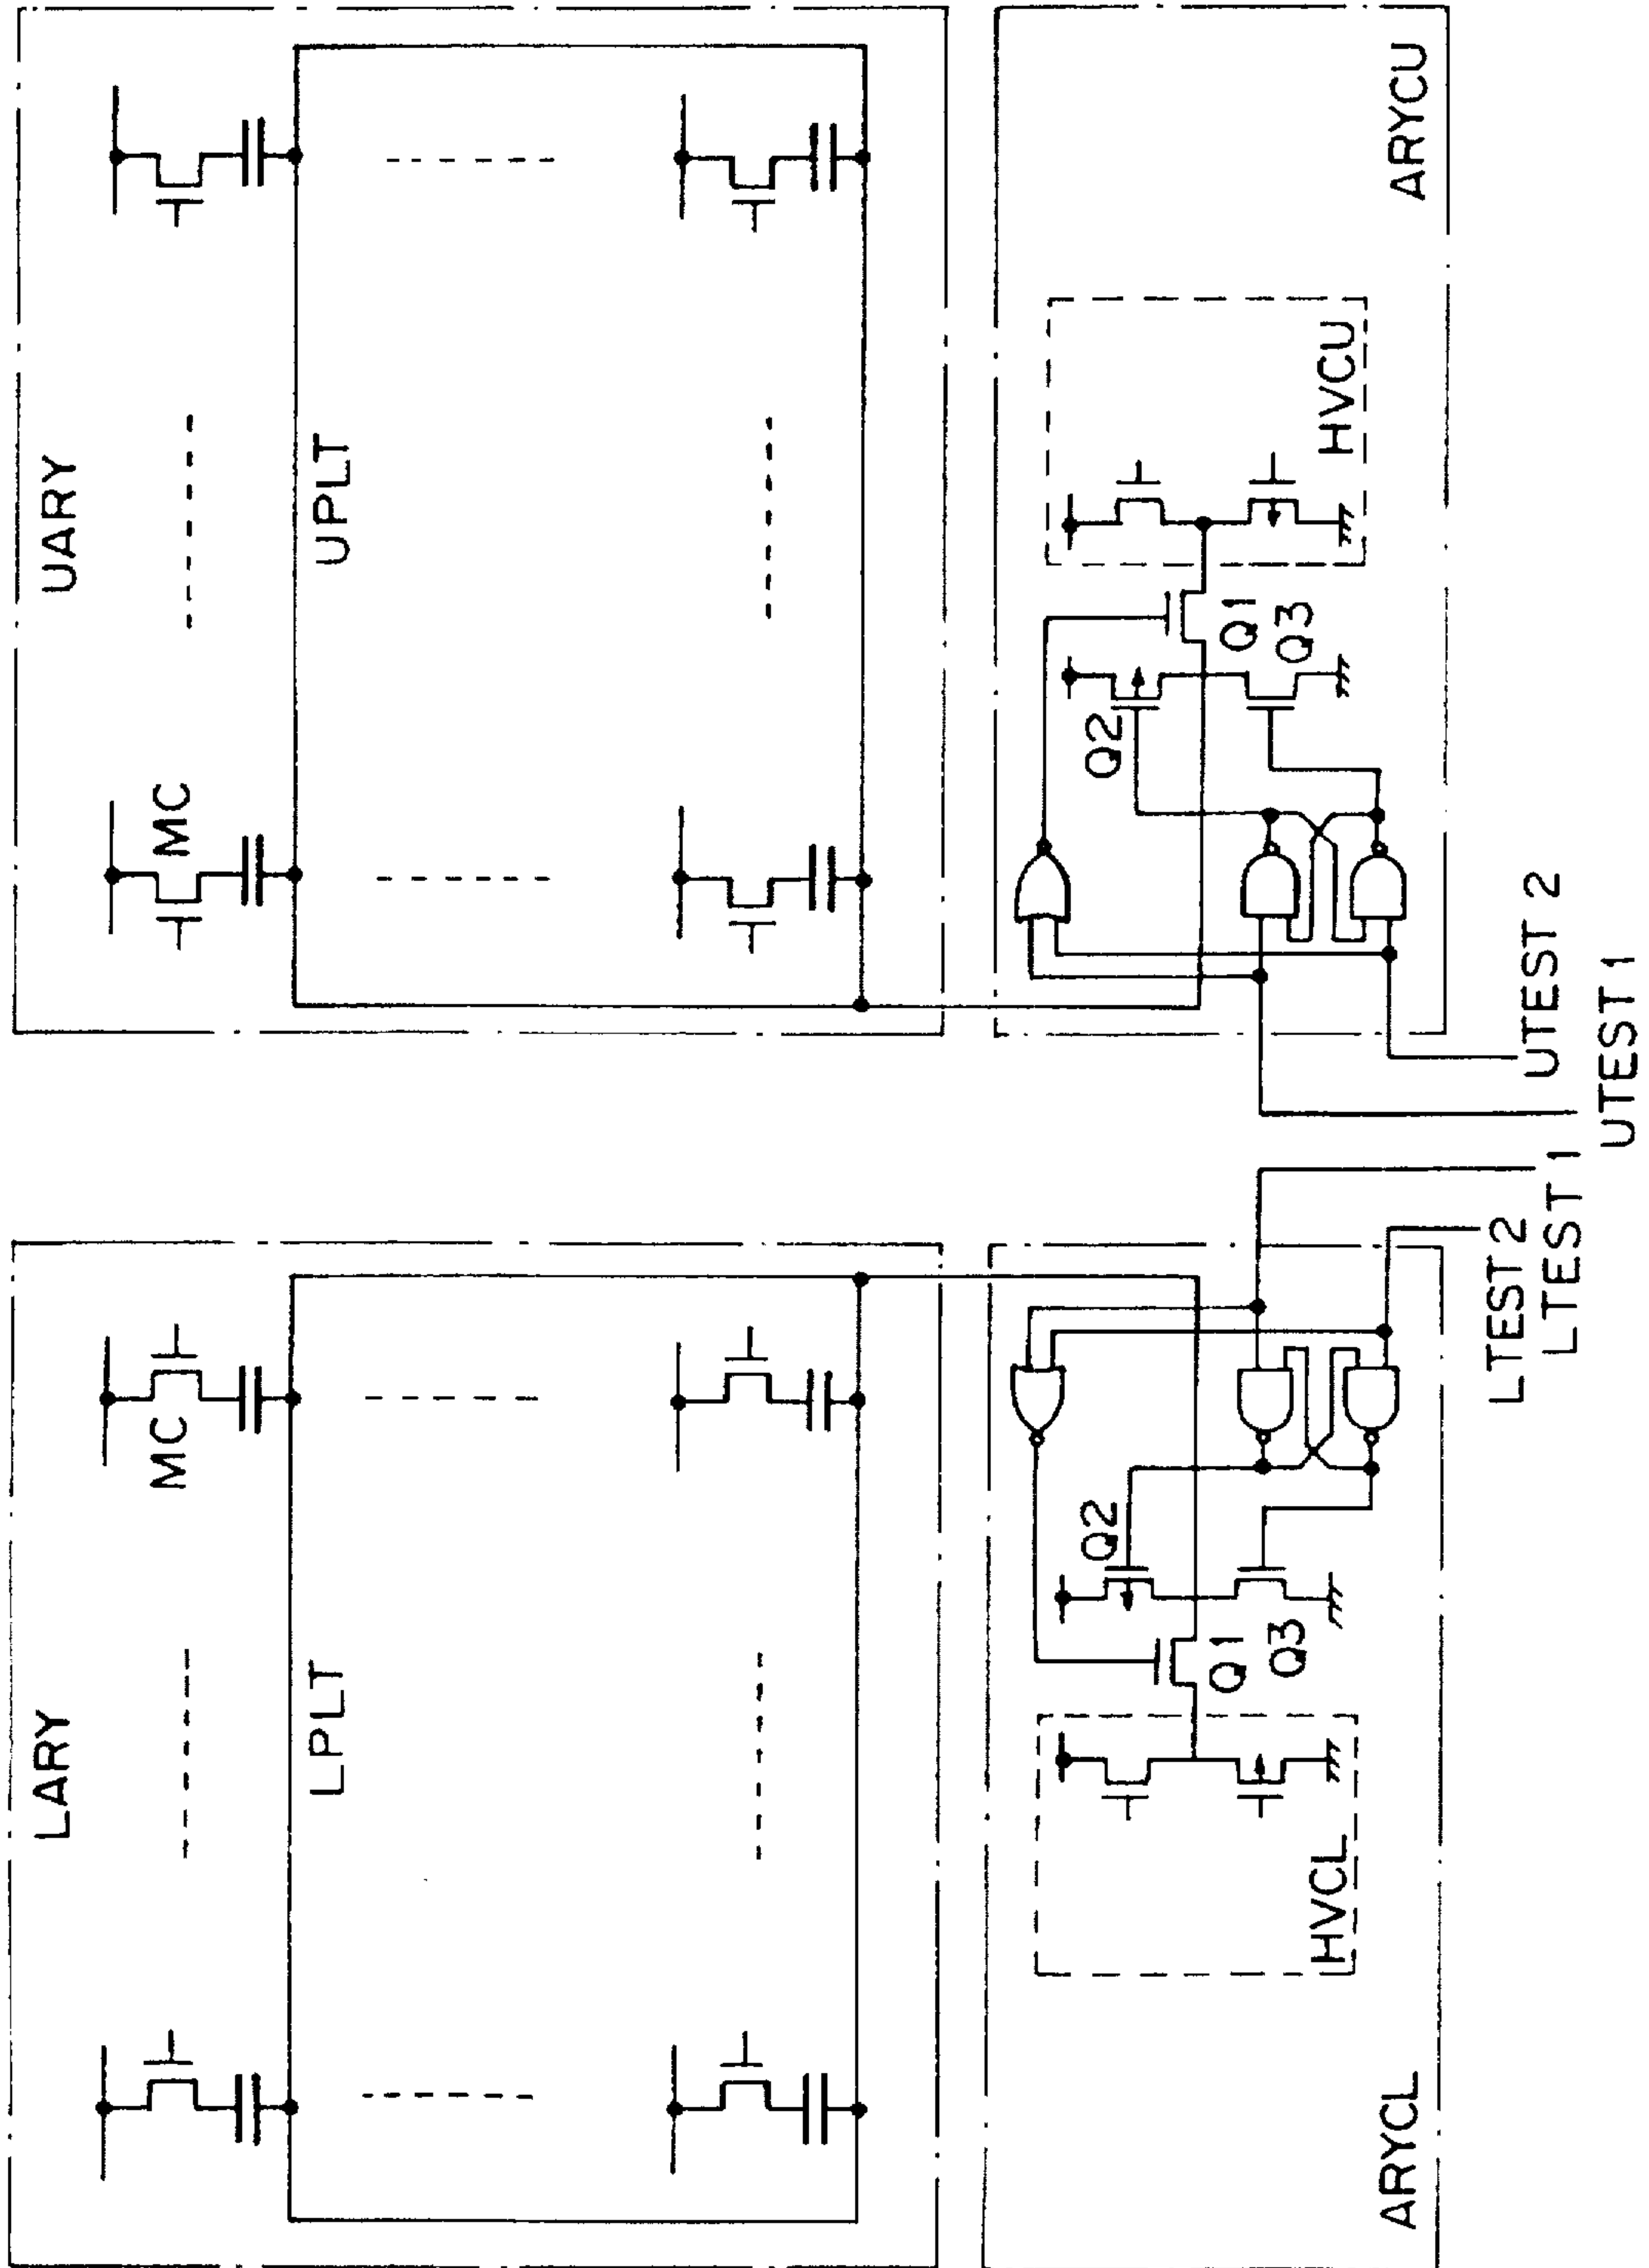 LARY
UARY
MC
MC
LPLT
UPLT
Q2
Q2
Q1
Q1
Q3
Q3
HVCL
HVCU
ARYCL
ARYCU
LTEST 2
UTEST 2
LTEST 1
UTEST 1